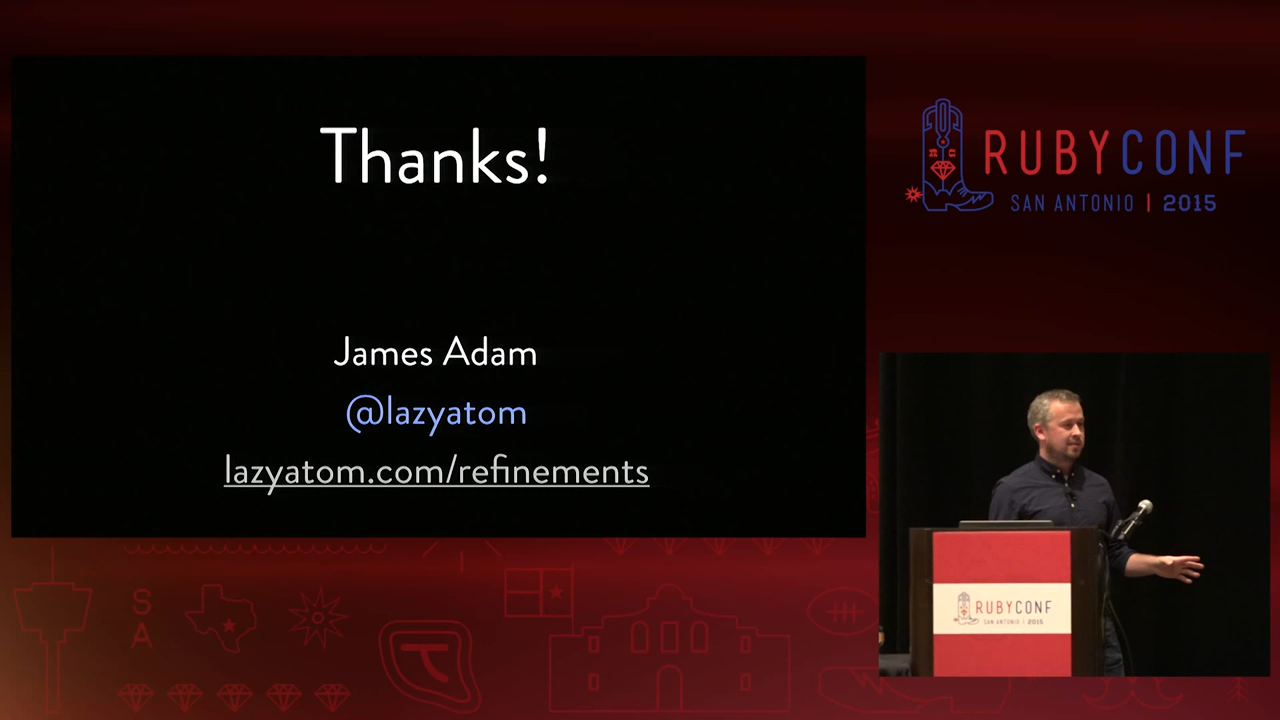 Thanks!
James Adam
@lazyatom
lazyatom.com/refinements
RUBYCONF
SAN ANTONIO | 2015
RUBYCONF
SAN ANTONIO | 2015
S
A